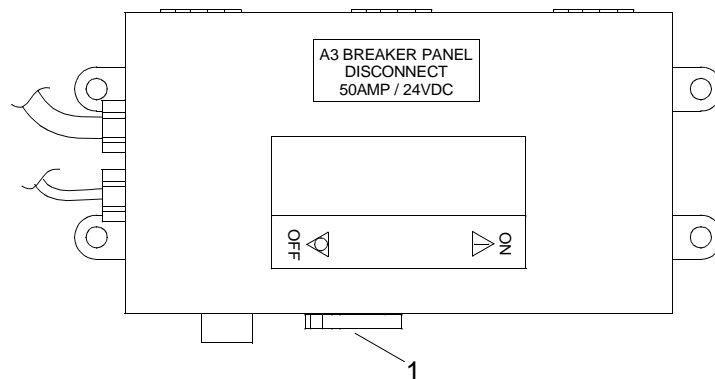 A3 BREAKER PANEL
DISCONNECT
50AMP / 24VDC
OFF
ON
1